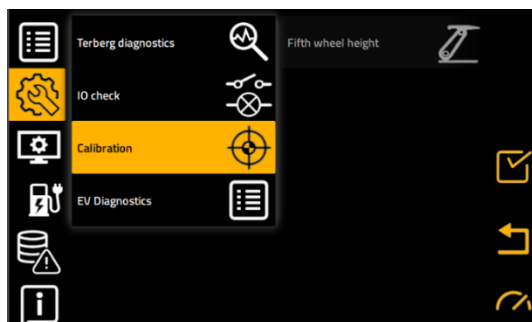 Terberg diagnostics
Fifth wheel height
IO check
Calibration
EV Diagnostics